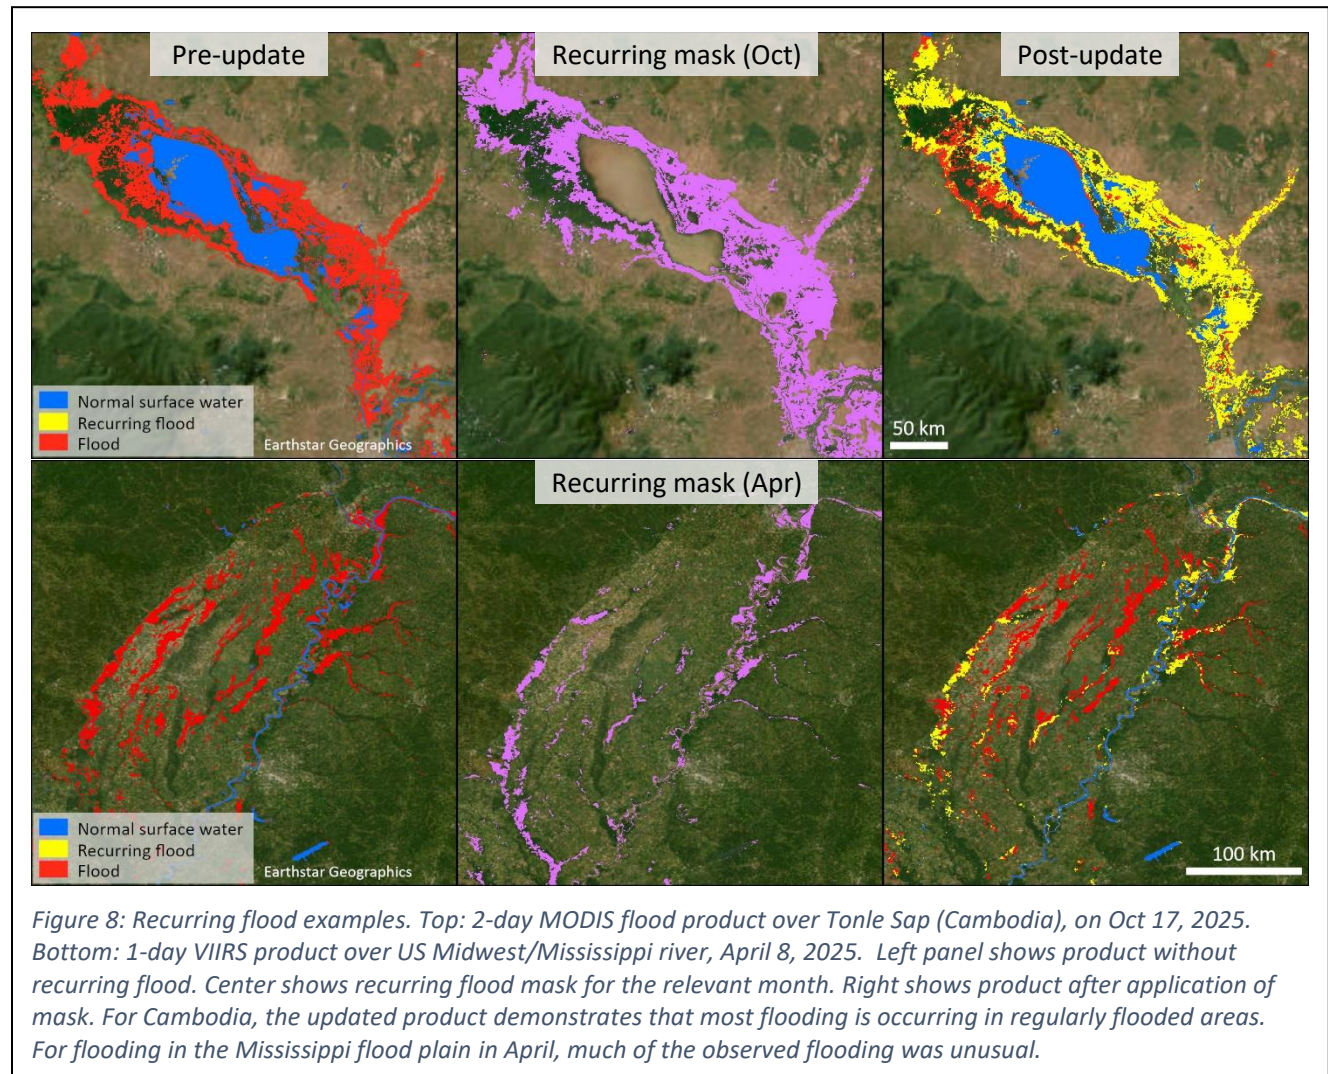 Pre-update
Recurring mask (Oct)
Post-update
Normal surface water
Recurring flood
Flood
Earthstar Geographics
50 km
Recurring mask (Apr)
Normal surface water
Recurring flood
Flood
Earthstar Geographics
100 km
Figure 8: Recurring flood examples. Top: 2-day MODIS flood product over Tonle Sap (Cambodia), on Oct 17, 2025.
Bottom: 1-day VIIRS product over US Midwest/Mississippi river, April 8, 2025.  Left panel shows product without
recurring flood. Center shows recurring flood mask for the relevant month. Right shows product after application of
mask. For Cambodia, the updated product demonstrates that most flooding is occurring in regularly flooded areas.
For flooding in the Mississippi flood plain in April, much of the observed flooding was unusual.